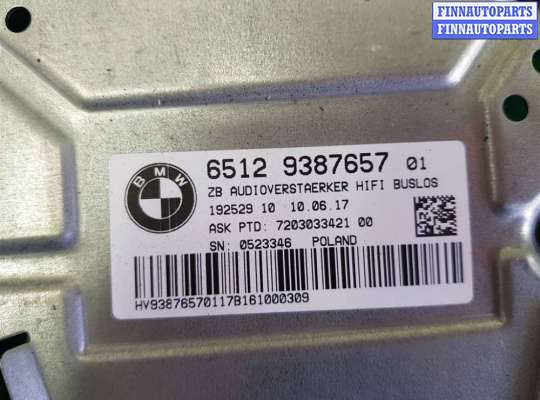 FINNAUTOPARTS
FINNAUTOPARTS
BMW
6512 9387657 01
ZB AUDIOVERSTAERKER HIFI BUSLOS
192529 10 10.06.17
ASK PTD: 7203033421 00
SN: 0523346 POLAND
HV93876570117B161000309